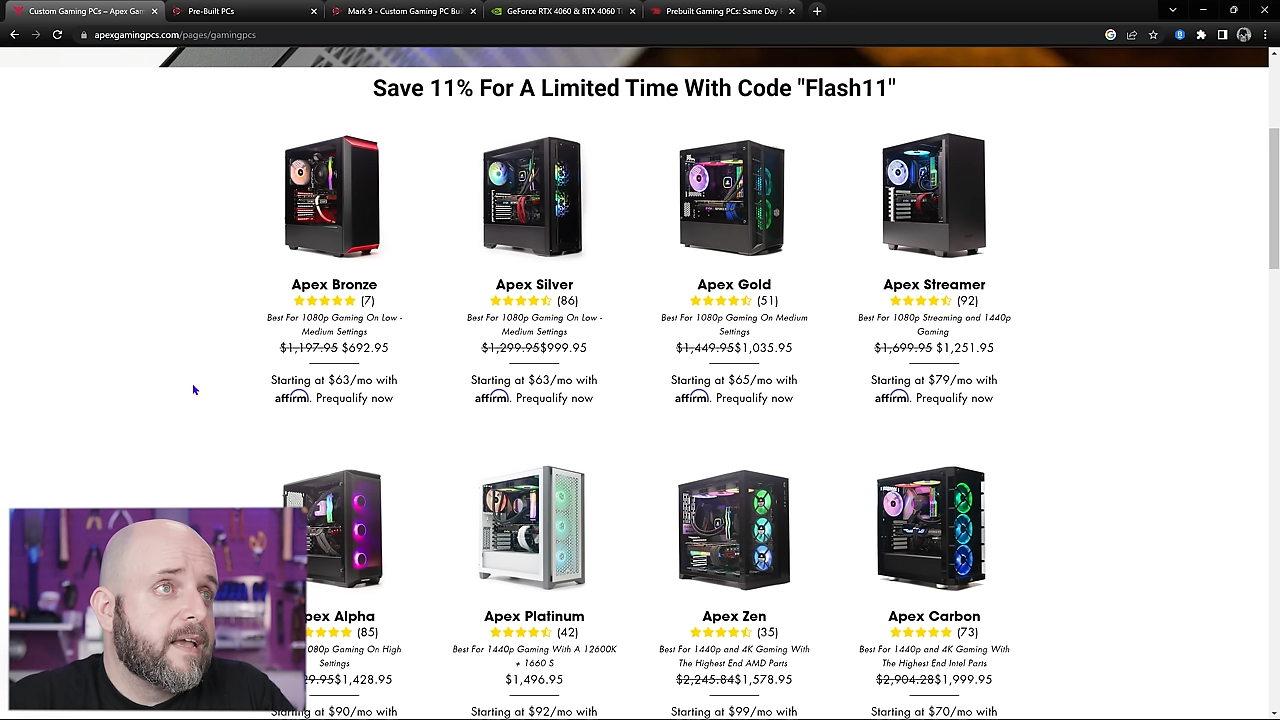 Custom Gaming PCs – Apex Gam
Pre-Built PCs
Mark 9 - Custom Gaming PC Bui
GeForce RTX 4060 & RTX 4060 Ti
Prebuilt Gaming PCs: Same Day
apexgamingpcs.com/pages/gamingpcs
Save 11% For A Limited Time With Code "Flash11"
Apex Bronze
(7)
Best For 1080p Gaming On Low -
Medium Settings
$1,197.95 $692.95
Starting at $63/mo with
affirm. Prequalify now
Apex Silver
(86)
Best For 1080p Gaming On Low -
Medium Settings
$1,299.95$999.95
Starting at $63/mo with
affirm. Prequalify now
Apex Gold
(51)
Best For 1080p Gaming On Medium
Settings
$1,449.95$1,035.95
Starting at $65/mo with
affirm. Prequalify now
Apex Streamer
(92)
Best For 1080p Streaming and 1440p
Gaming
$1,699.95 $1,251.95
Starting at $79/mo with
affirm. Prequalify now
pex Alpha
(85)
080p Gaming On High
Settings
29.95$1,428.95
Starting at $90/mo with
Apex Platinum
(42)
Best For 1440p Gaming With A 12600K
+ 1660 S
$1,496.95
Starting at $92/mo with
Apex Zen
(35)
Best For 1440p and 4K Gaming With
The Highest End AMD Parts
$2,245.84$1,578.95
Starting at $99/mo with
Apex Carbon
(73)
Best For 1440p and 4K Gaming With
The Highest End Intel Parts
$2,904.28$1,999.95
Starting at $70/mo with